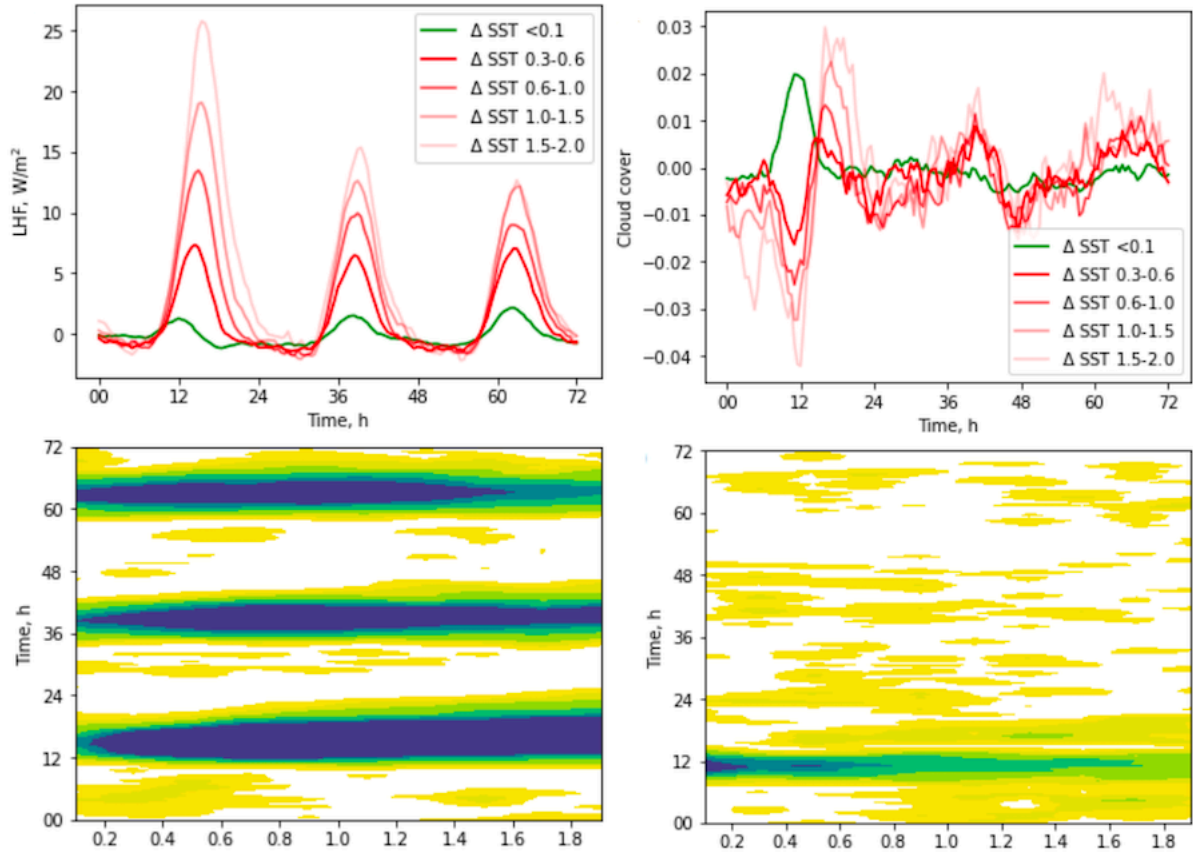 25
20
15
10
5
0
LHF, W/m²
Δ SST <0.1
Δ SST 0.3-0.6
Δ SST 0.6-1.0
Δ SST 1.0-1.5
Δ SST 1.5-2.0
00 12 24 36 48 60 72
Time, h
0.03
0.02
0.01
0.00
−0.01
−0.02
−0.03
−0.04
Cloud cover
Δ SST <0.1
Δ SST 0.3-0.6
Δ SST 0.6-1.0
Δ SST 1.0-1.5
Δ SST 1.5-2.0
00 12 24 36 48 60 72
Time, h
72
60
48
36
24
12
00
Time, h
0.2 0.4 0.6 0.8 1.0 1.2 1.4 1.6 1.8
72
60
48
36
24
12
00
Time, h
0.2 0.4 0.6 0.8 1.0 1.2 1.4 1.6 1.8